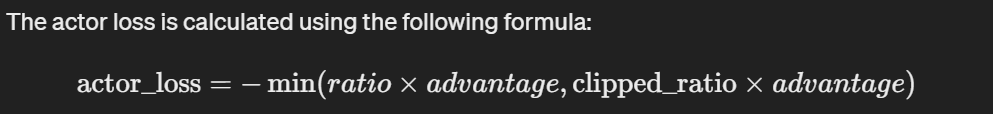 The actor loss is calculated using the following formula:
actor_loss = − min(ratio × advantage, clipped_ratio × advantage)